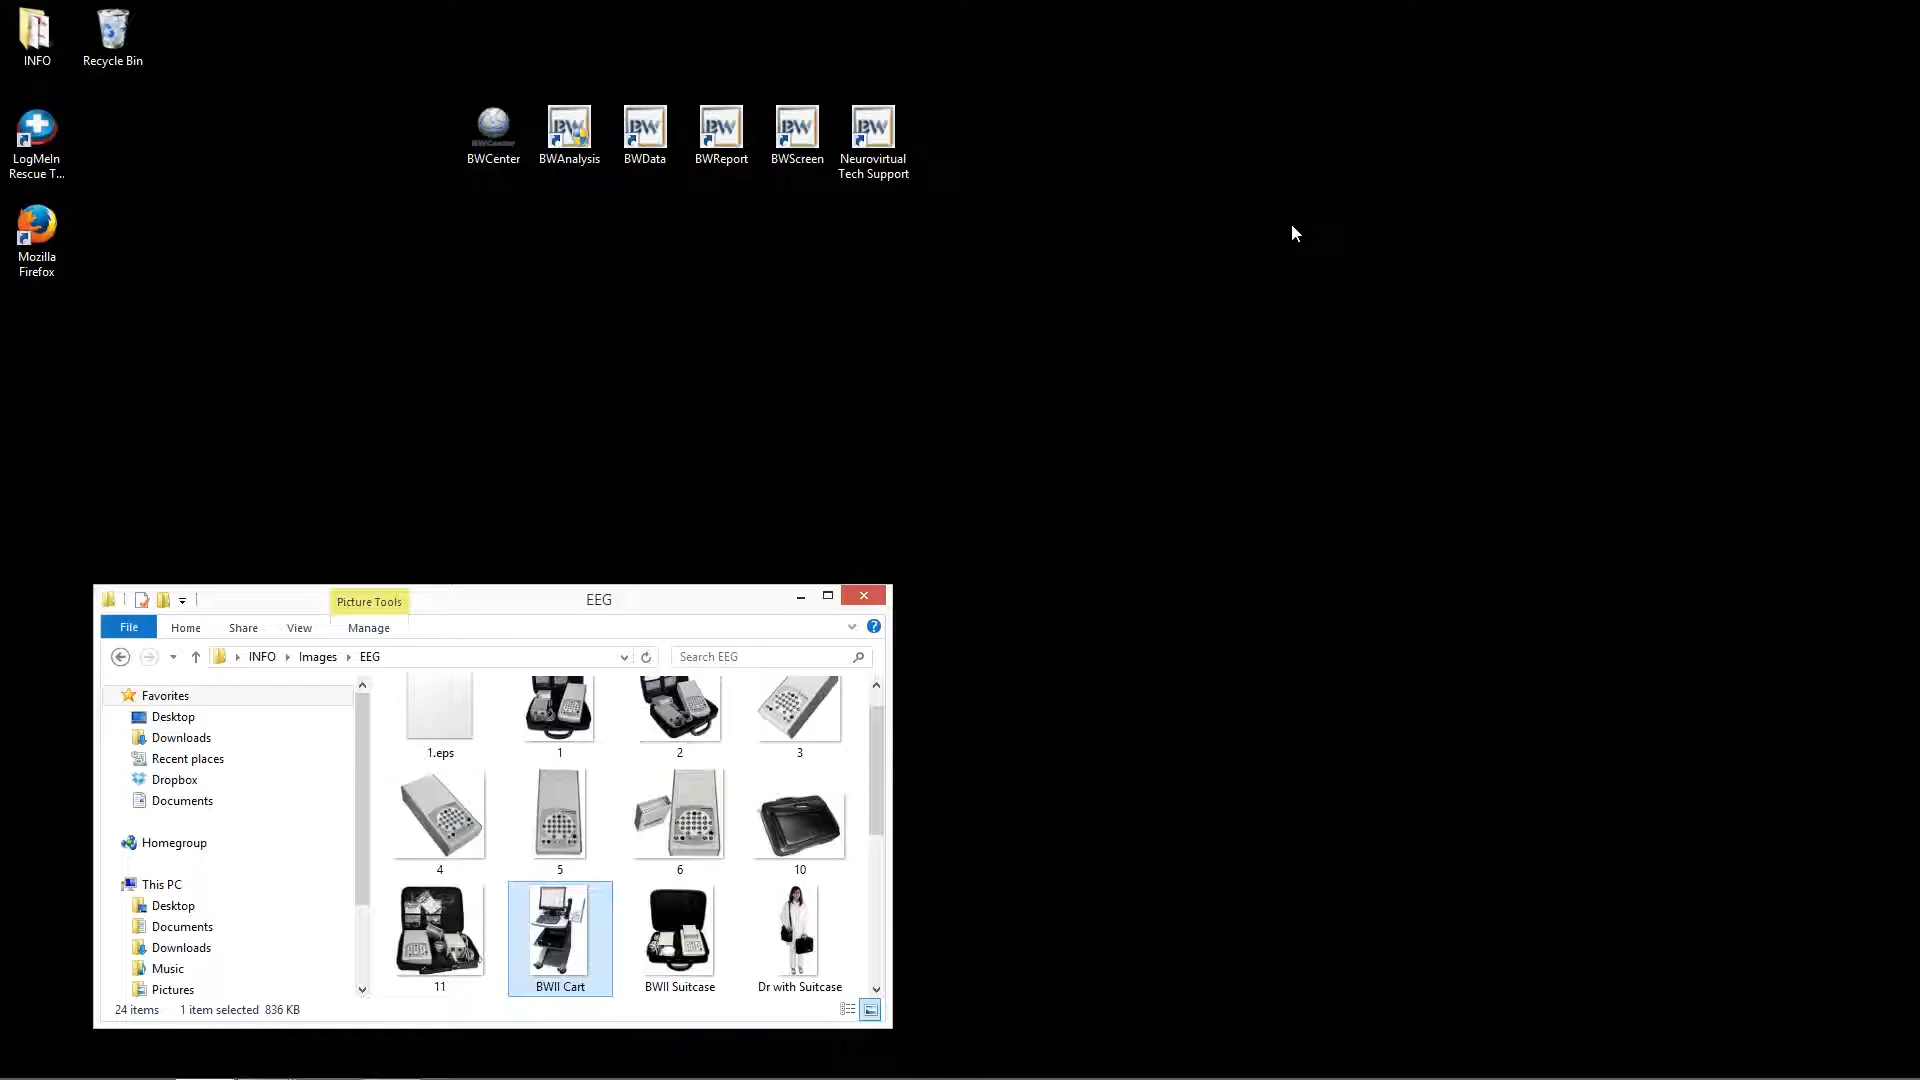 INFO
Recycle Bin
LogMeIn
Rescue T...
Mozilla
Firefox
BWCenter
BWAnalysis
BWData
BWReport
BWScreen
Neurovirtual
Tech Support
Picture Tools
EEG
File
Home
Share
View
Manage
INFO
Images
EEG
Search EEG
Favorites
Desktop
Downloads
Recent places
Dropbox
Documents
Homegroup
This PC
Desktop
Documents
Downloads
Music
Pictures
1.eps
1
2
3
4
5
6
10
11
BWII Cart
BWII Suitcase
Dr with Suitcase
24 items
1 item selected 836 KB